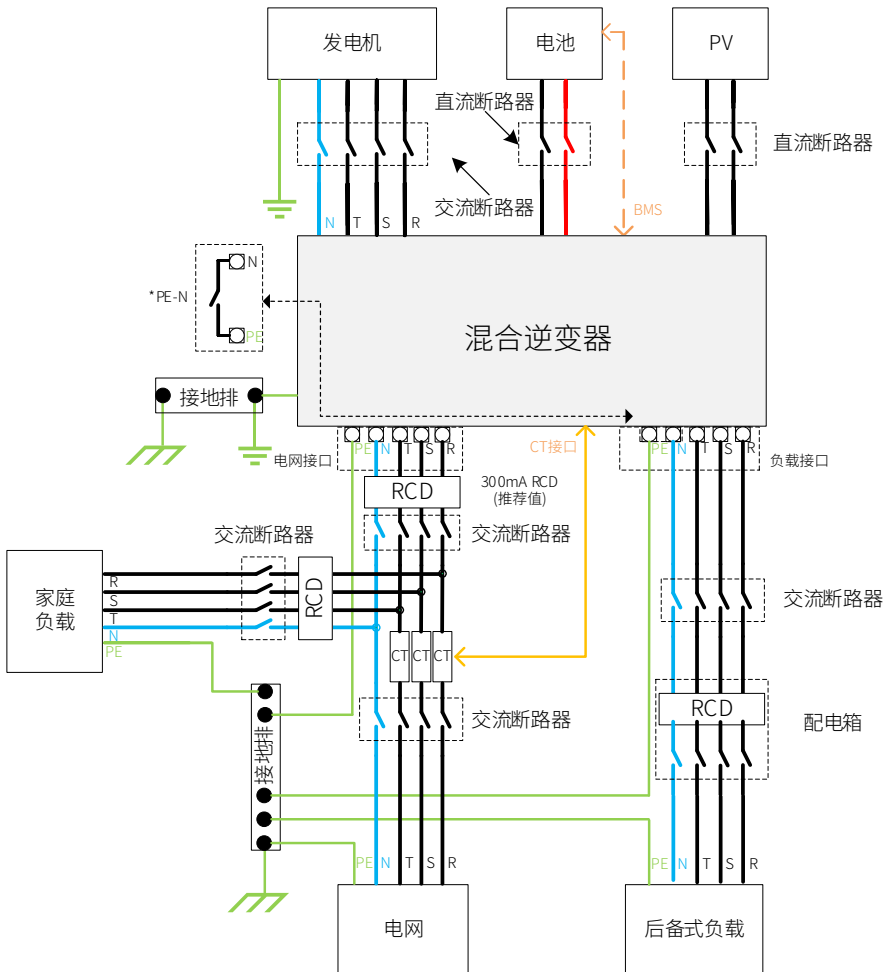 发电机
电池
PV
直流断路器
直流断路器
交流断路器
N
T
S
R
BMS
*PE-N
N
PE
混合逆变器
接地排
电网接口
PE
N
T
S
R
CT接口
PE
N
T
S
R
负载接口
RCD
300mA RCD
(推荐值)
交流断路器
交流断路器
家庭
负载
R
S
T
N
PE
RCD
交流断路器
CT
CT
CT
接地排
交流断路器
RCD
配电箱
PE
N
T
S
R
PE
N
T
S
R
电网
后备式负载